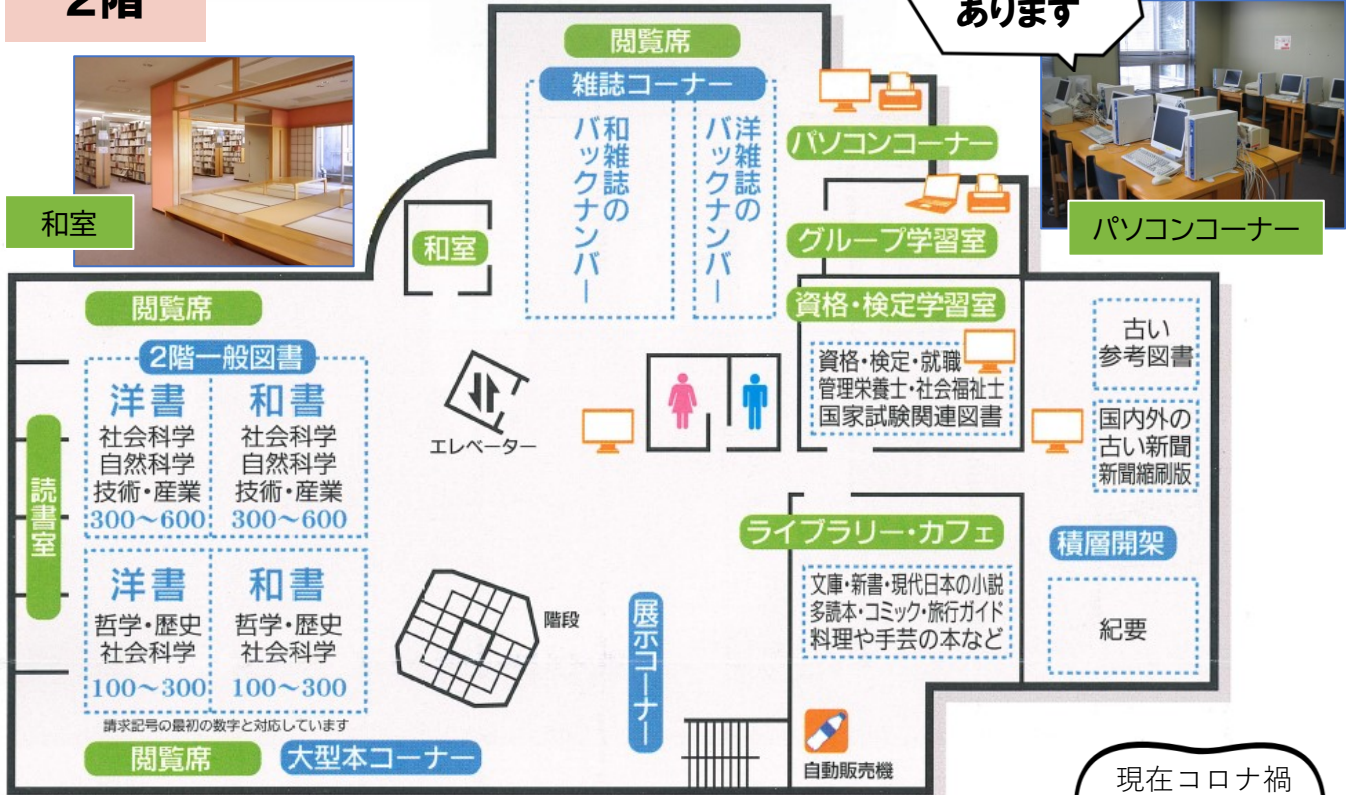 2階
あります
和室
パソコンコーナー
閲覧席
雑誌コーナー
和雑誌の
バックナンバー
洋雑誌の
バックナンバー
パソコンコーナー
グループ学習室
和室
資格・検定学習室
資格・検定・就職
管理栄養士・社会福祉士
国家試験関連図書
古い
参考図書
国内外の
古い新聞
新聞縮刷版
積層開架
紀要
閲覧席
2階一般図書
洋書
社会科学
自然科学
技術・産業
300～600
和書
社会科学
自然科学
技術・産業
300～600
読書室
洋書
哲学・歴史
社会科学
100～300
和書
哲学・歴史
社会科学
100～300
請求記号の最初の数字と対応しています
閲覧席
大型本コーナー
エレベーター
階段
展示コーナー
ライブラリー・カフェ
文庫・新書・現代日本の小説
多読本・コミック・旅行ガイド
料理や手芸の本など
自動販売機
現在コロナ禍